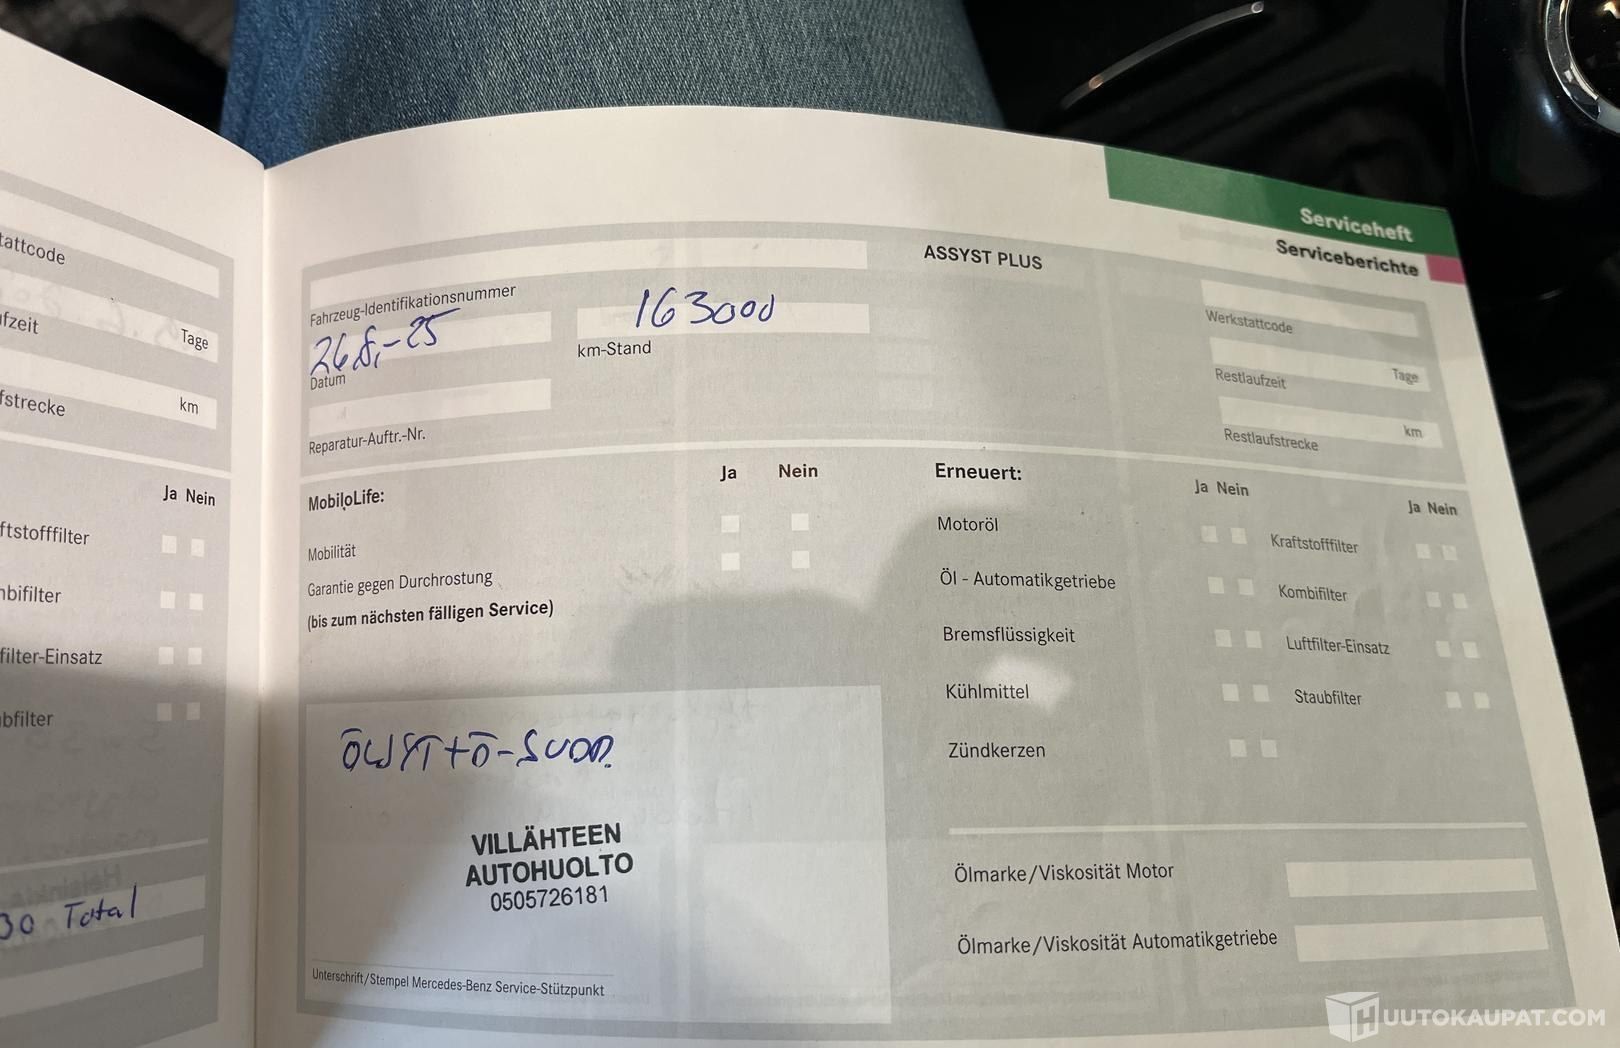 tattcode
fzeit
Tage
fstrecke
km
Ja Nein
ftstofffilter
nbifilter
filter-Einsatz
bfilter
30 Total
Serviceheft
Serviceberichte
ASSYST PLUS
Fahrzeug-Identifikationsnummer
26.8.-25
Datum
163000
km-Stand
Reparatur-Auftr.-Nr.
Werkstattcode
Restlaufzeit
Tage
Restlaufstrecke
km
MobiloLife:
Ja Nein
Mobilität
Garantie gegen Durchrostung
(bis zum nächsten fälligen Service)
Erneuert:
Ja Nein
Ja Nein
Motoröl
Kraftstofffilter
Öl - Automatikgetriebe
Kombifilter
Bremsflüssigkeit
Luftfilter-Einsatz
Kühlmittel
Staubfilter
Zündkerzen
VILLÄHTEEN
AUTOHUOLTO
0505726181
Unterschrift/Stempel Mercedes-Benz Service-Stützpunkt
Ölmarke/Viskosität Motor
Ölmarke/Viskosität Automatikgetriebe
HUUTOKAUPAT.COM